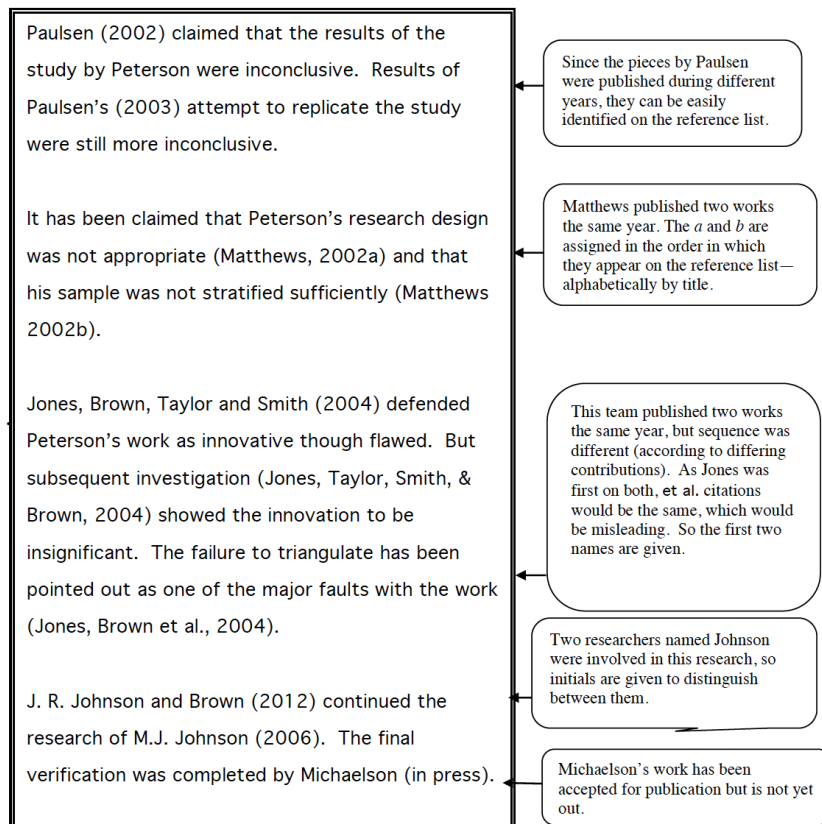 Paulsen (2002) claimed that the results of the
study by Peterson were inconclusive.  Results of
Paulsen's (2003) attempt to replicate the study
were still more inconclusive.
Since the pieces by Paulsen
were published during different
years, they can be easily
identified on the reference list.
It has been claimed that Peterson's research design
was not appropriate (Matthews, 2002a) and that
his sample was not stratified sufficiently (Matthews
2002b).
Matthews published two works
the same year. The a and b are
assigned in the order in which
they appear on the reference list—
alphabetically by title.
Jones, Brown, Taylor and Smith (2004) defended
Peterson's work as innovative though flawed.  But
subsequent investigation (Jones, Taylor, Smith, &
Brown, 2004) showed the innovation to be
insignificant.  The failure to triangulate has been
pointed out as one of the major faults with the work
(Jones, Brown et al., 2004).
This team published two works
the same year, but sequence was
different (according to differing
contributions).  As Jones was
first on both, et al. citations
would be the same, which would
be misleading.  So the first two
names are given.
J. R. Johnson and Brown (2012) continued the
research of M.J. Johnson (2006).  The final
verification was completed by Michaelson (in press).
Two researchers named Johnson
were involved in this research, so
initials are given to distinguish
between them.
Michaelson's work has been
accepted for publication but is not yet
out.